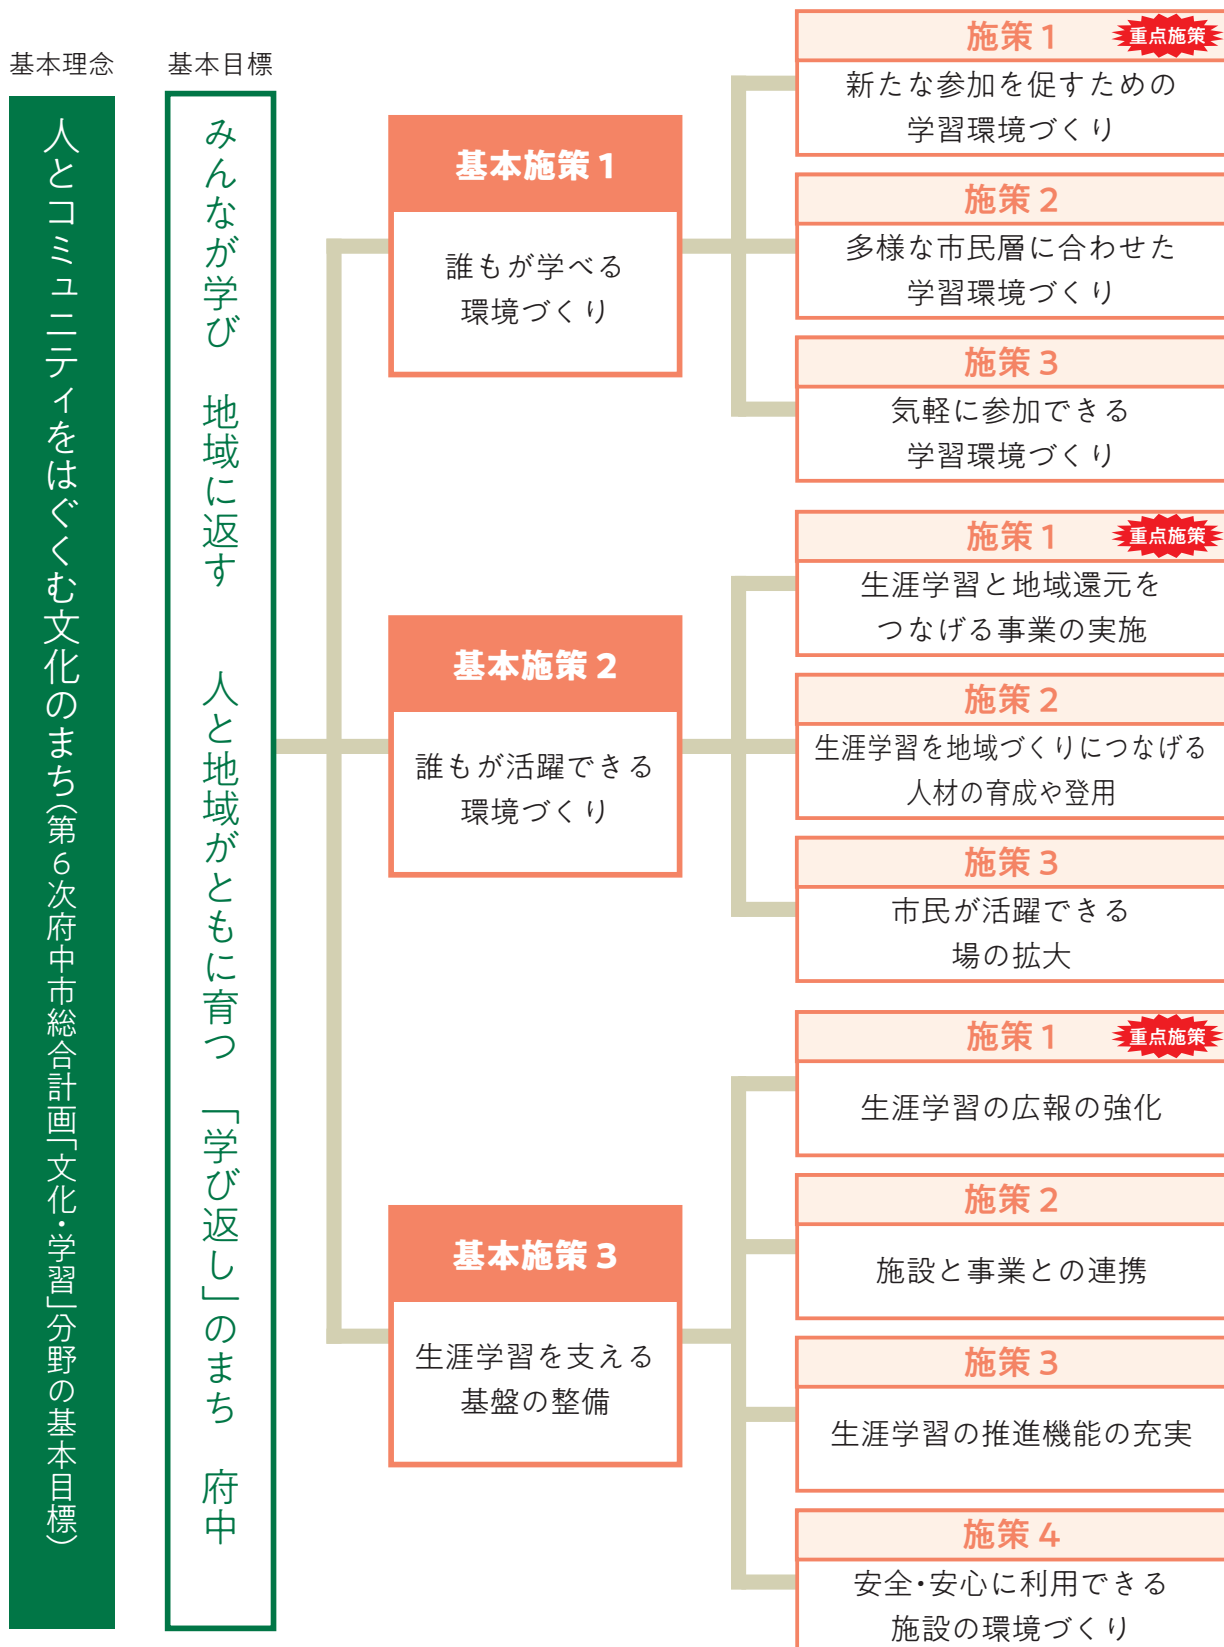 基本理念
人とコミュニティをはぐくむ文化のまち(第6次府中市総合計画「文化・学習」分野の基本目標)
基本目標
みんなが学び　地域に返す　人と地域がともに育つ　「学び返し」のまち　府中
基本施策1
誰もが学べる
環境づくり
施策1
重点施策
新たな参加を促すための
学習環境づくり
施策2
多様な市民層に合わせた
学習環境づくり
施策3
気軽に参加できる
学習環境づくり
基本施策2
誰もが活躍できる
環境づくり
施策1
重点施策
生涯学習と地域還元を
つなげる事業の実施
施策2
生涯学習を地域づくりにつなげる
人材の育成や登用
施策3
市民が活躍できる
場の拡大
基本施策3
生涯学習を支える
基盤の整備
施策1
重点施策
生涯学習の広報の強化
施策2
施設と事業との連携
施策3
生涯学習の推進機能の充実
施策4
安全・安心に利用できる
施設の環境づくり